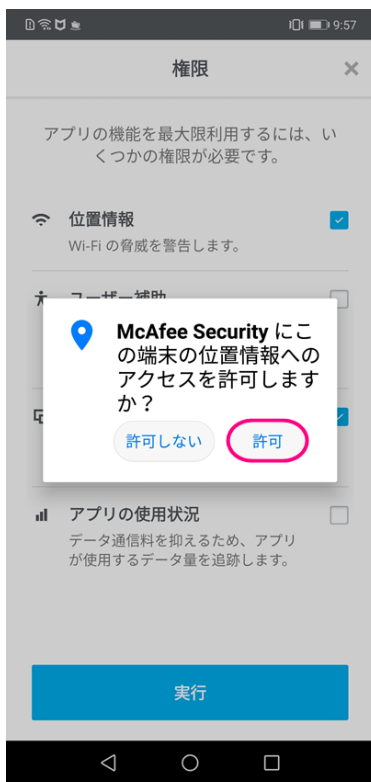 9:57
権限
アプリの機能を最大限利用するには、い
くつかの権限が必要です。
位置情報
Wi-Fi の脅威を警告します。
ユーザー補助
McAfee Security にこ
の端末の位置情報への
アクセスを許可します
か？
許可しない
許可
アプリの使用状況
データ通信料を抑えるため、アプリ
が使用するデータ量を追跡します。
実行